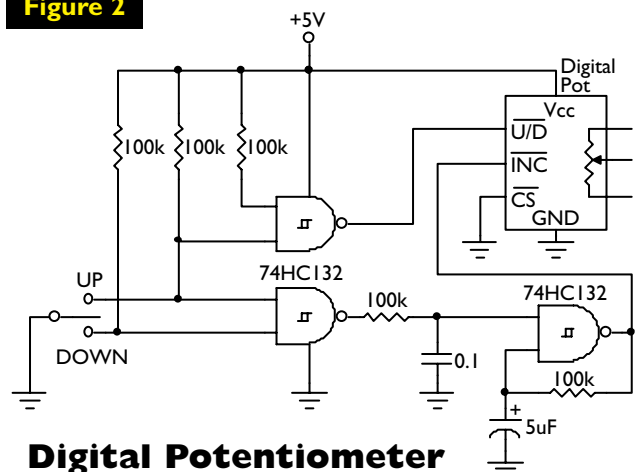 Figure 2
+5V
Digital
Pot
Vcc
U/D
INC
CS
GND
100k
100k
100k
UP
DOWN
74HC132
100k
0.1
74HC132
100k
+
5uF
Digital Potentiometer